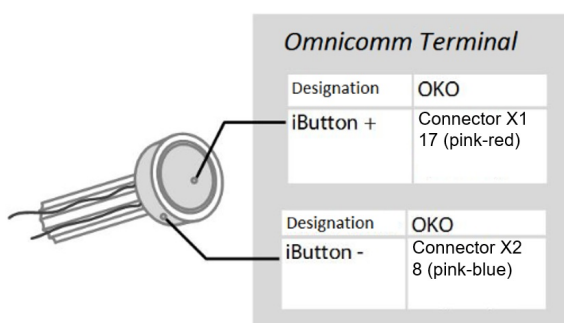 Omnicomm Terminal
Designation OKO
iButton + Connector X1
17 (pink-red)
Designation OKO
iButton - Connector X2
8 (pink-blue)